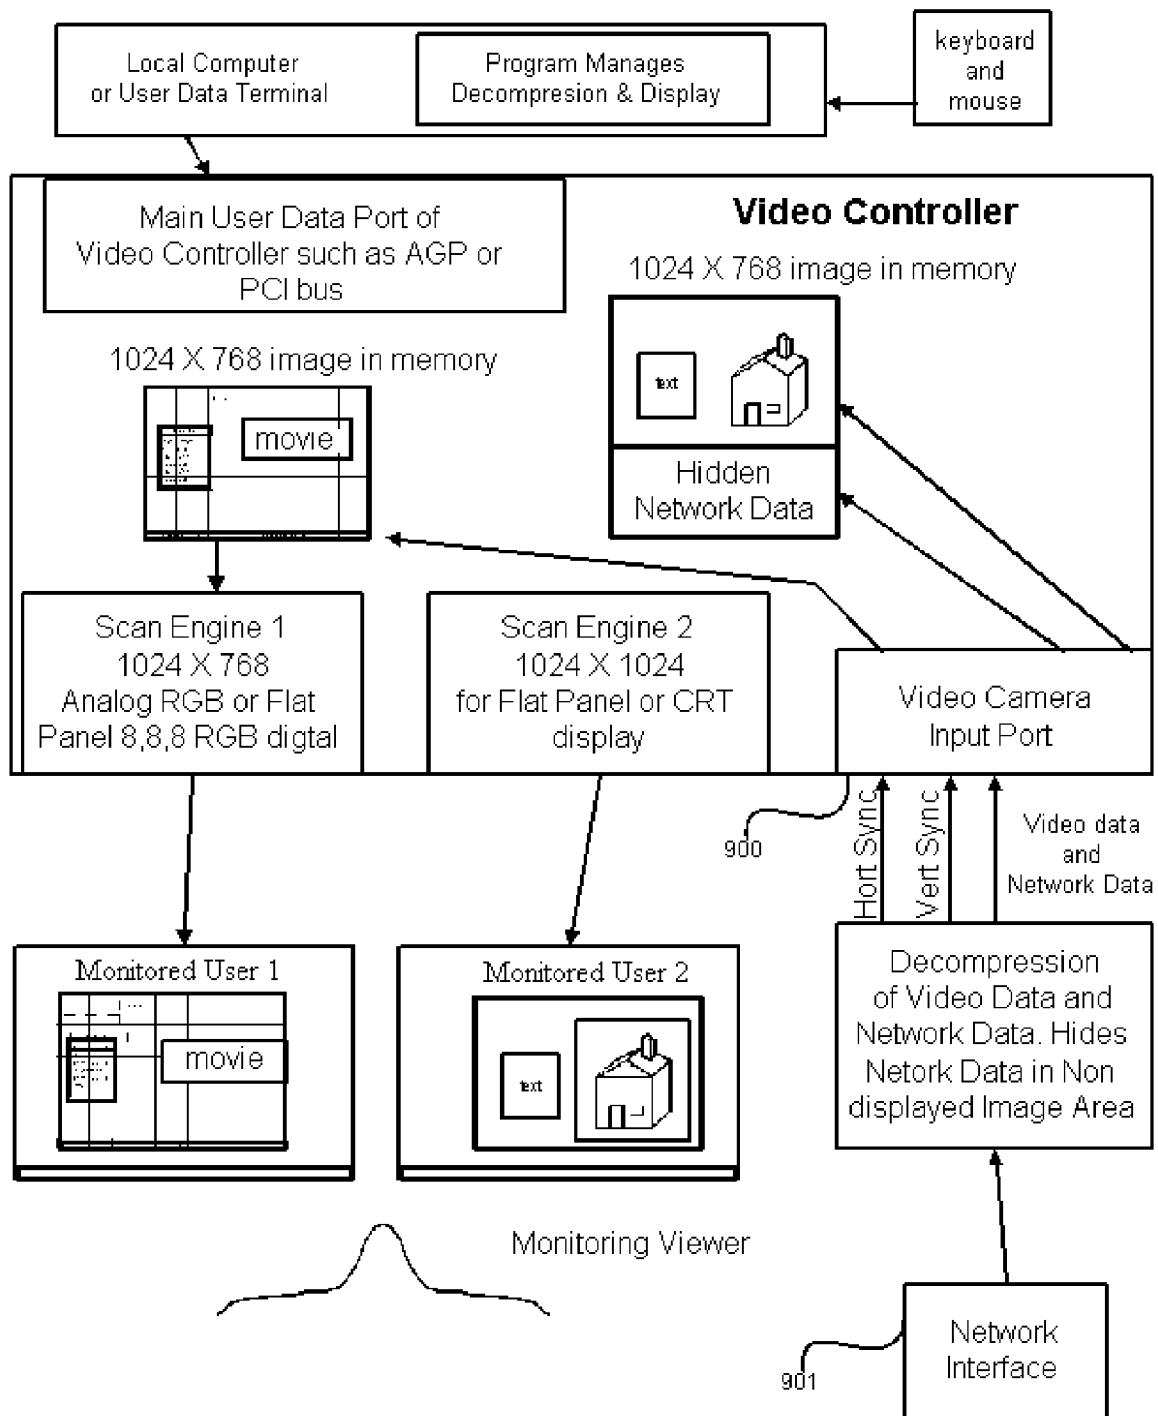 Local Computer
or User Data Terminal
Program Manages
Decompresion & Display
keyboard
and
mouse
Main User Data Port of
Video Controller such as AGP or
PCI bus
Video Controller
1024 X 768 image in memory
text
Hidden
Network Data
1024 X 768 image in memory
movie
Scan Engine 1
1024 X 768
Analog RGB or Flat
Panel 8,8,8 RGB digtal
Scan Engine 2
1024 X 1024
for Flat Panel or CRT
display
Video Camera
Input Port
900
Hort Sync
Vert Sync
Video data
and
Network Data
Monitored User 1
movie
Monitored User 2
text
Decompression
of Video Data and
Network Data. Hides
Netork Data in Non
displayed Image Area
Monitoring Viewer
Network
Interface
901